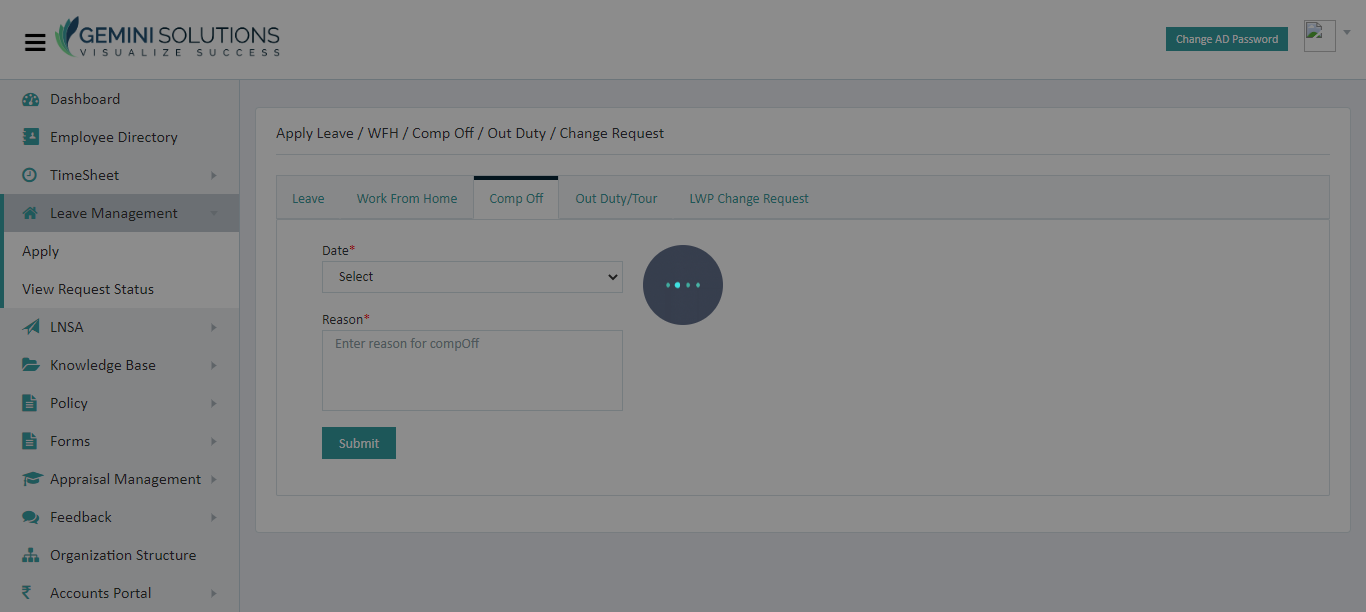 GEMINI SOLUTIONS
VISUALIZE SUCCESS
Change AD Password
Dashboard
Employee Directory
TimeSheet
Leave Management
Apply
View Request Status
LNSA
Knowledge Base
Policy
Forms
Appraisal Management
Feedback
Organization Structure
Accounts Portal
Apply Leave / WFH / Comp Off / Out Duty / Change Request
Leave Work From Home Comp Off Out Duty/Tour LWP Change Request
Date*
Select
Reason*
Enter reason for compOff
Submit